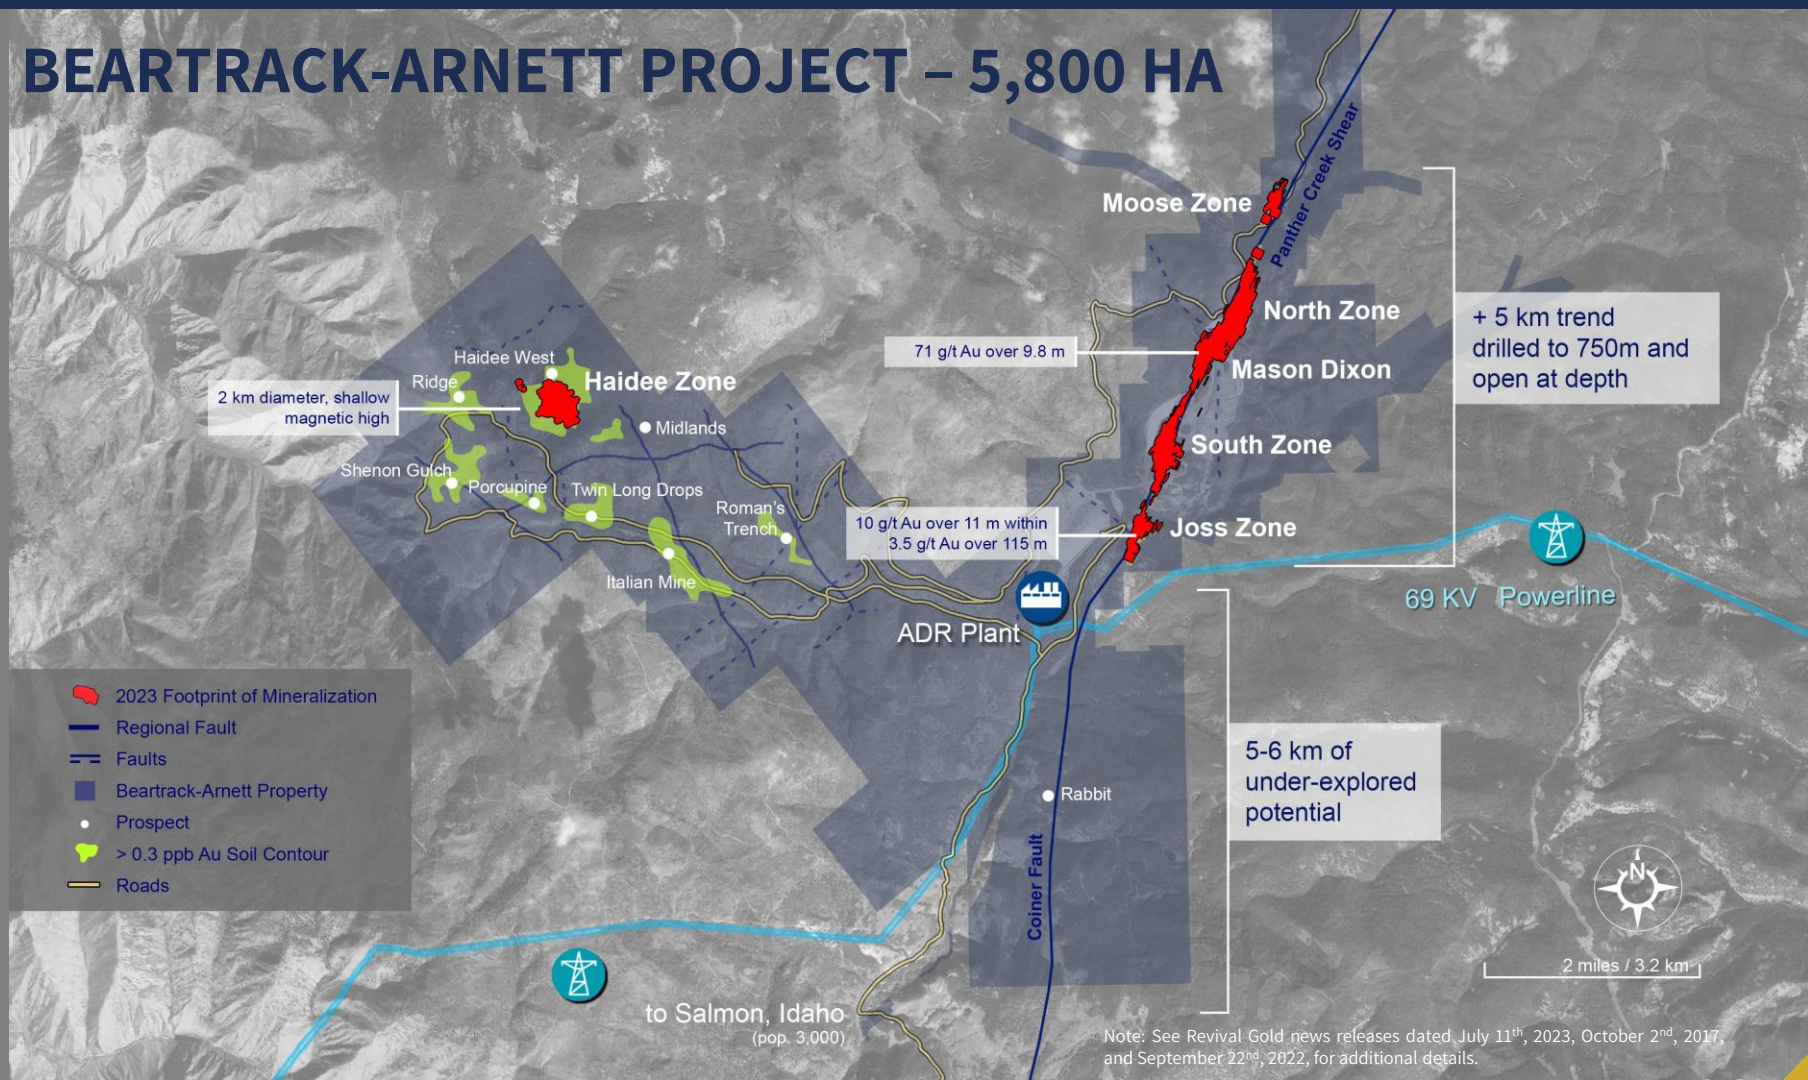 BEARTRACK-ARNETT PROJECT – 5,800 HA
Panther Creek Shear
Moose Zone
North Zone
+ 5 km trend
drilled to 750m and
open at depth
71 g/t Au over 9.8 m
Mason Dixon
Haidee West
Ridge
Haidee Zone
2 km diameter, shallow
magnetic high
Midlands
South Zone
Shenon Gulch
Porcupine
Twin Long Drops
Roman's
Trench
10 g/t Au over 11 m within
3.5 g/t Au over 115 m
Joss Zone
Italian Mine
69 KV Powerline
ADR Plant
2023 Footprint of Mineralization
Regional Fault
Faults
Beartrack-Arnett Property
Prospect
> 0.3 ppb Au Soil Contour
Roads
5-6 km of
under-explored
potential
Rabbit
Coiner Fault
N
2 miles / 3.2 km
to Salmon, Idaho
(pop. 3,000)
Note: See Revival Gold news releases dated July 11th, 2023, October 2nd, 2017,
and September 22nd, 2022, for additional details.